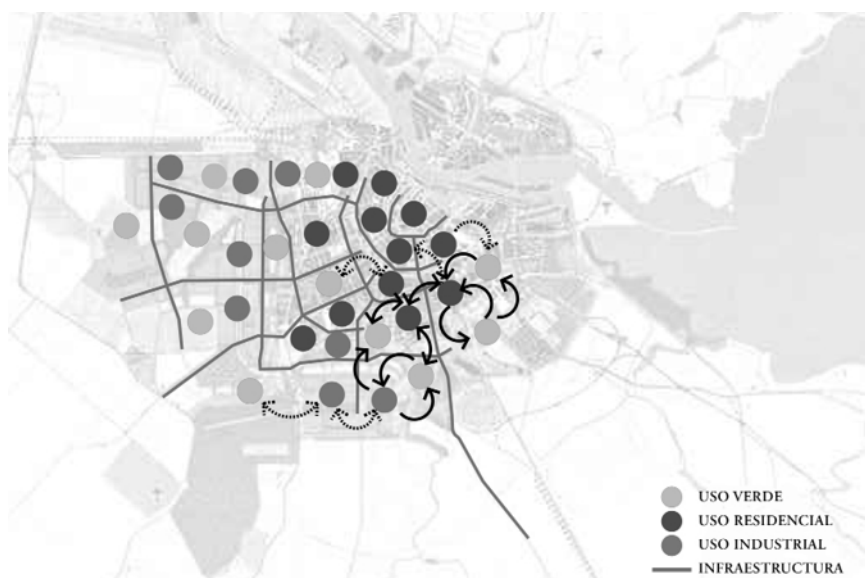 USO VERDE
USO RESIDENCIAL
USO INDUSTRIAL
INFRAESTRUCTURA